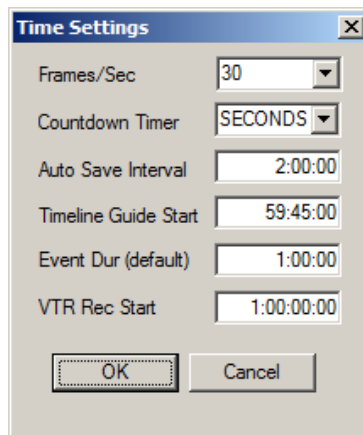 Time Settings
Frames/Sec 30
Countdown Timer SECONDS
Auto Save Interval 2:00:00
Timeline Guide Start 59:45:00
Event Dur (default) 1:00:00
VTR Rec Start 1:00:00:00
OK Cancel